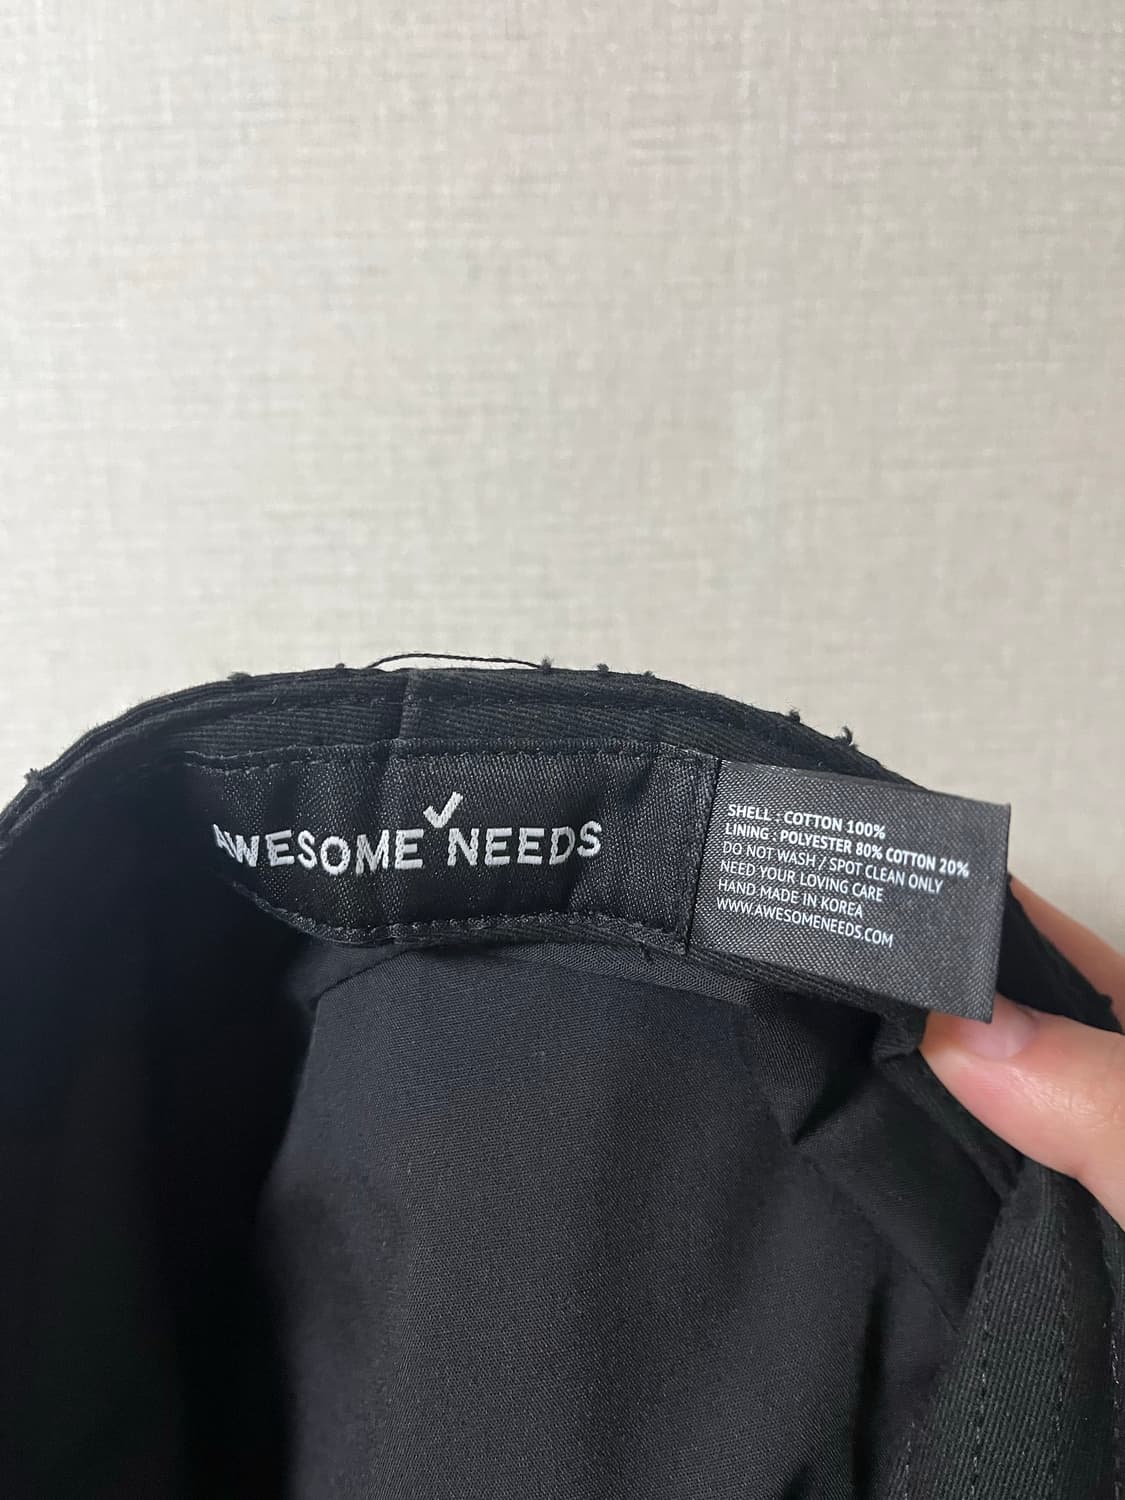 AWESOME NEEDS
SHELL : COTTON 100%
LINING : POLYESTER 80% COTTON 20%
DO NOT WASH / SPOT CLEAN ONLY
NEED YOUR LOVING CARE
HAND MADE IN KOREA
WWW.AWESOMENEEDS.COM